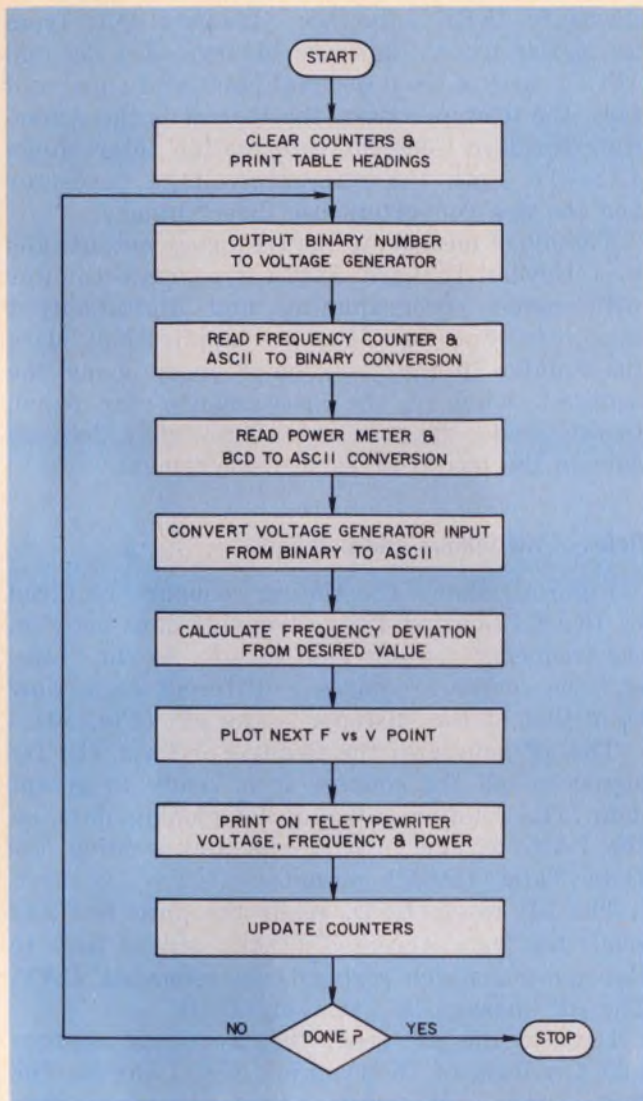 START
CLEAR COUNTERS &
PRINT TABLE HEADINGS
OUTPUT BINARY NUMBER
TO VOLTAGE GENERATOR
READ FREQUENCY COUNTER &
ASCII TO BINARY CONVERSION
READ POWER METER &
BCD TO ASCII CONVERSION
CONVERT VOLTAGE GENERATOR INPUT
FROM BINARY TO ASCII
CALCULATE FREQUENCY DEVIATION
FROM DESIRED VALUE
PLOT NEXT F vs V POINT
PRINT ON TELETYPEWRITER
VOLTAGE, FREQUENCY & POWER
UPDATE COUNTERS
NO DONE? YES STOP